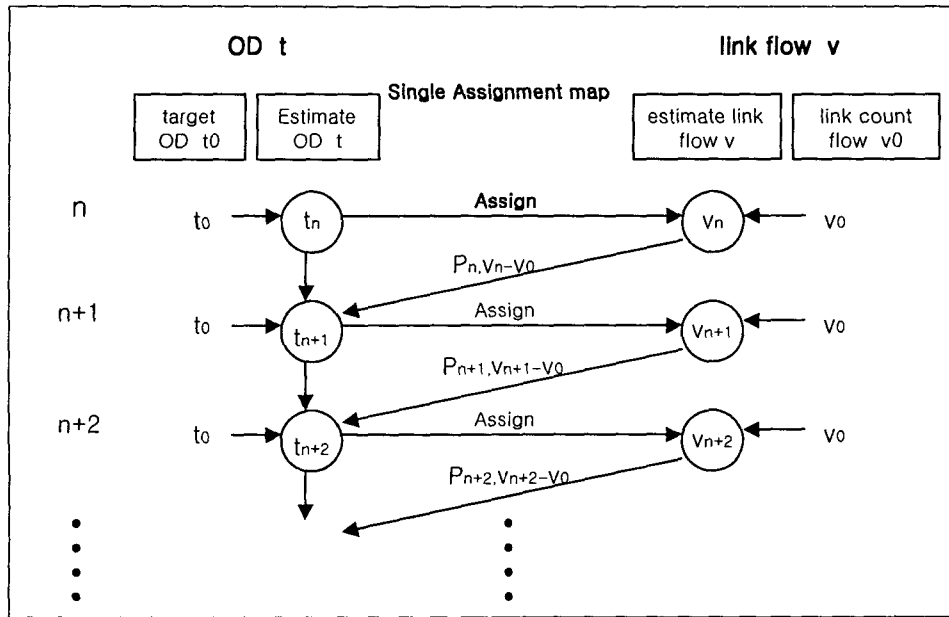 OD t
link flow v
Single Assignment map
target
OD t0
Estimate
OD t
estimate link
flow v
link count
flow v0
n
t0
tn
Assign
Vn
V0
Pn,Vn-V0
n+1
t0
tn+1
Assign
Vn+1
V0
Pn+1,Vn+1-V0
n+2
t0
tn+2
Assign
Vn+2
V0
Pn+2,Vn+2-V0